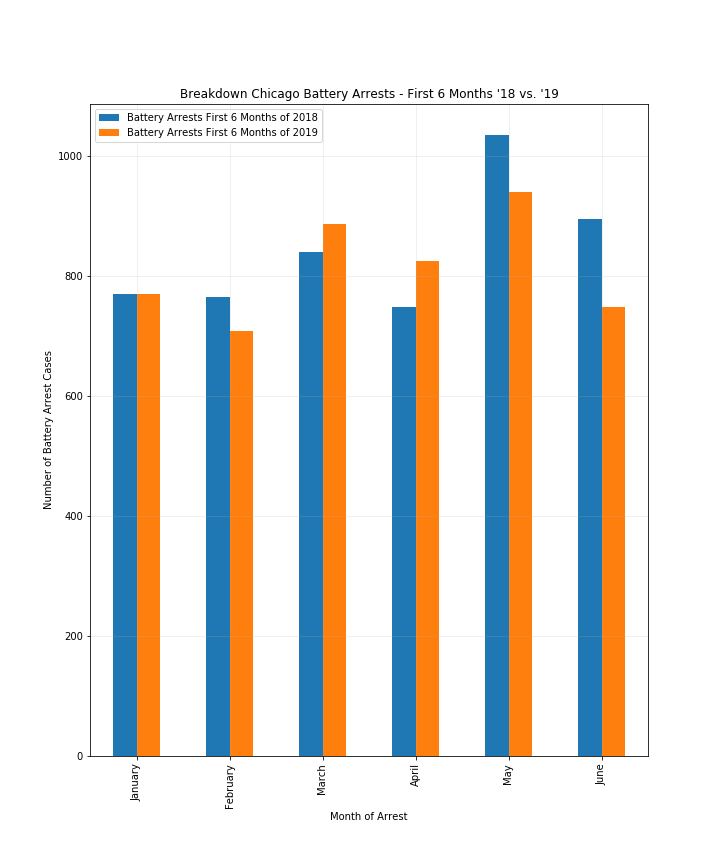 Breakdown Chicago Battery Arrests - First 6 Months '18 vs. '19
Battery Arrests First 6 Months of 2018
Battery Arrests First 6 Months of 2019
1000
800
600
400
200
0
Number of Battery Arrest Cases
January
February
March
April
May
June
Month of Arrest